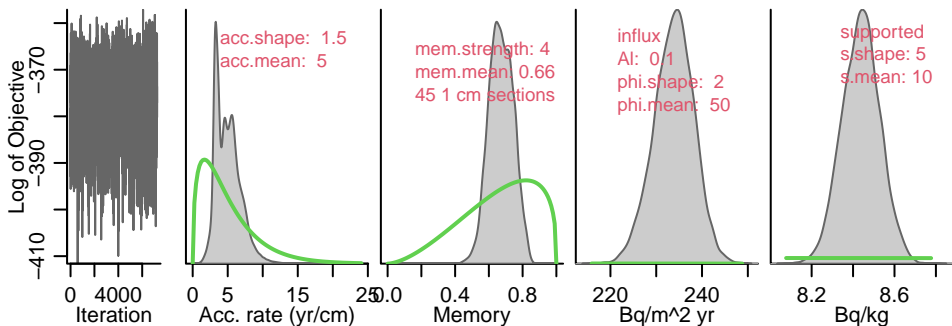 Log of Objective
−370
−390
−410
0 4000
Iteration
acc.shape: 1.5
acc.mean: 5
0 5 15 25
Acc. rate (yr/cm)
mem.strength: 4
mem.mean: 0.66
45 1 cm sections
0.0 0.4 0.8
Memory
influx
Al: 0.1
phi.shape: 2
phi.mean: 50
220 240
Bq/m^2 yr
supported
s.shape: 5
s.mean: 10
8.2 8.6
Bq/kg